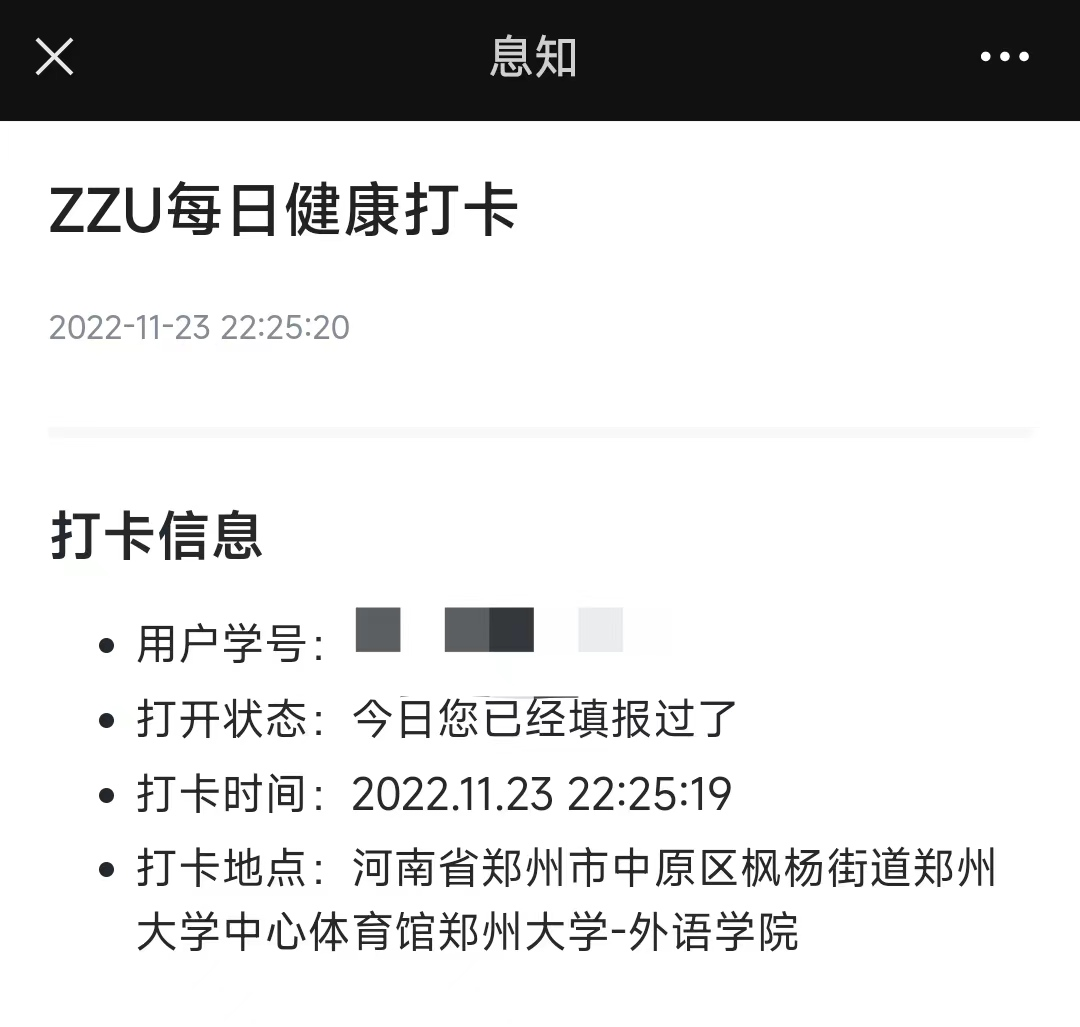 息知
ZZU每日健康打卡
2022-11-23 22:25:20
打卡信息
用户学号：
打开状态：今日您已经填报过了
打卡时间：2022.11.23 22:25:19
打卡地点：河南省郑州市中原区枫杨街道郑州
大学中心体育馆郑州大学-外语学院